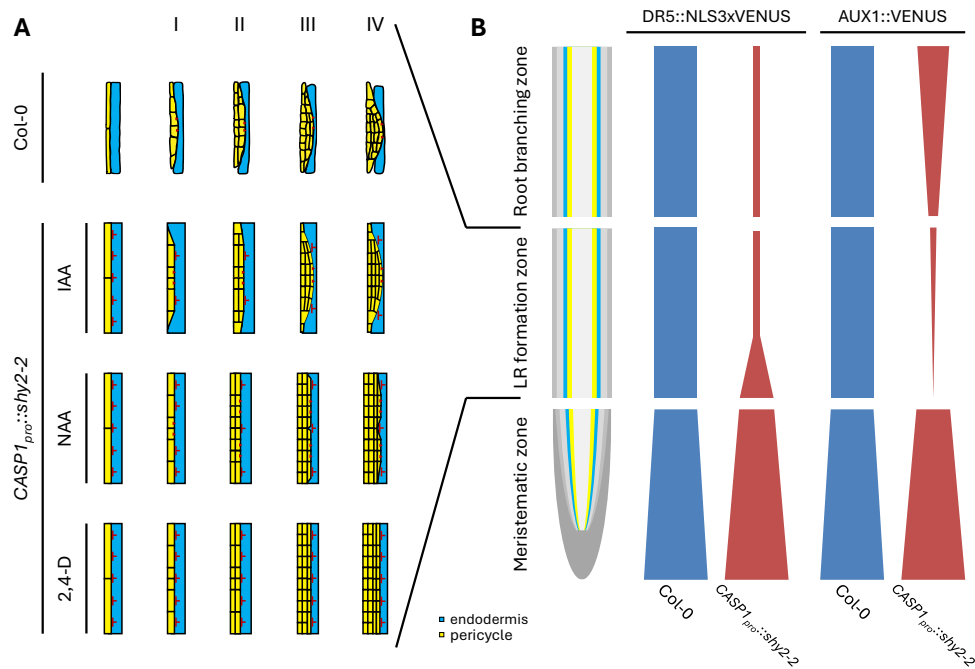 A
I II III IV
Col-0
CASP1pro::shy2-2
IAA
NAA
2,4-D
endodermis
pericycle
B
DR5::NLS3xVENUS AUX1::VENUS
Root branching zone
LR formation zone
Meristematic zone
Col-0
CASP1pro::shy2-2
Col-0
CASP1pro::shy2-2